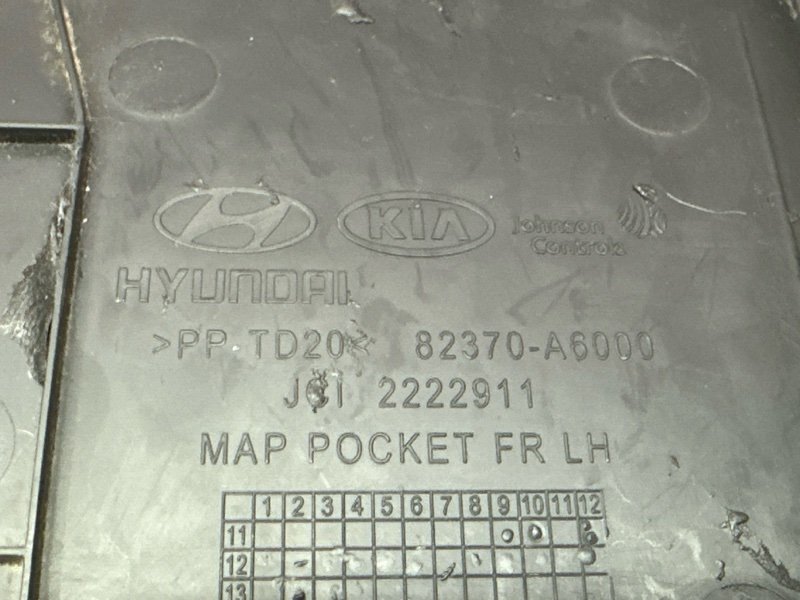 KIA Johnson
Controls
HYUNDAI
>PP TD20< 82370-A6000
JCI 2222911
MAP POCKET FR LH
1 2 3 4 5 6 7 8 9 10 11 12
11
12
13